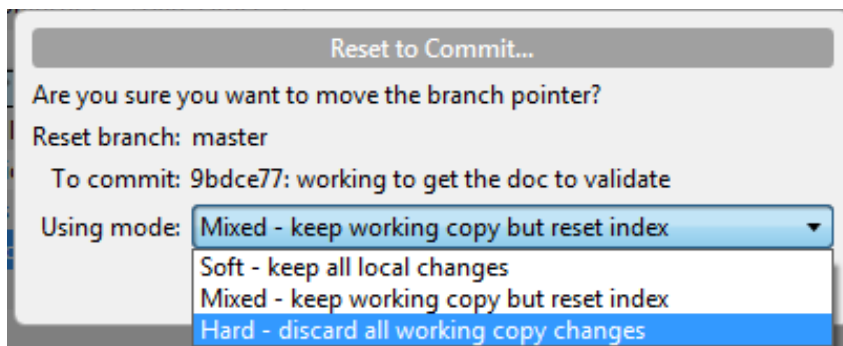 Reset to Commit...
Are you sure you want to move the branch pointer?
Reset branch: master
To commit: 9bdce77: working to get the doc to validate
Using mode: Mixed - keep working copy but reset index
Soft - keep all local changes
Mixed - keep working copy but reset index
Hard - discard all working copy changes